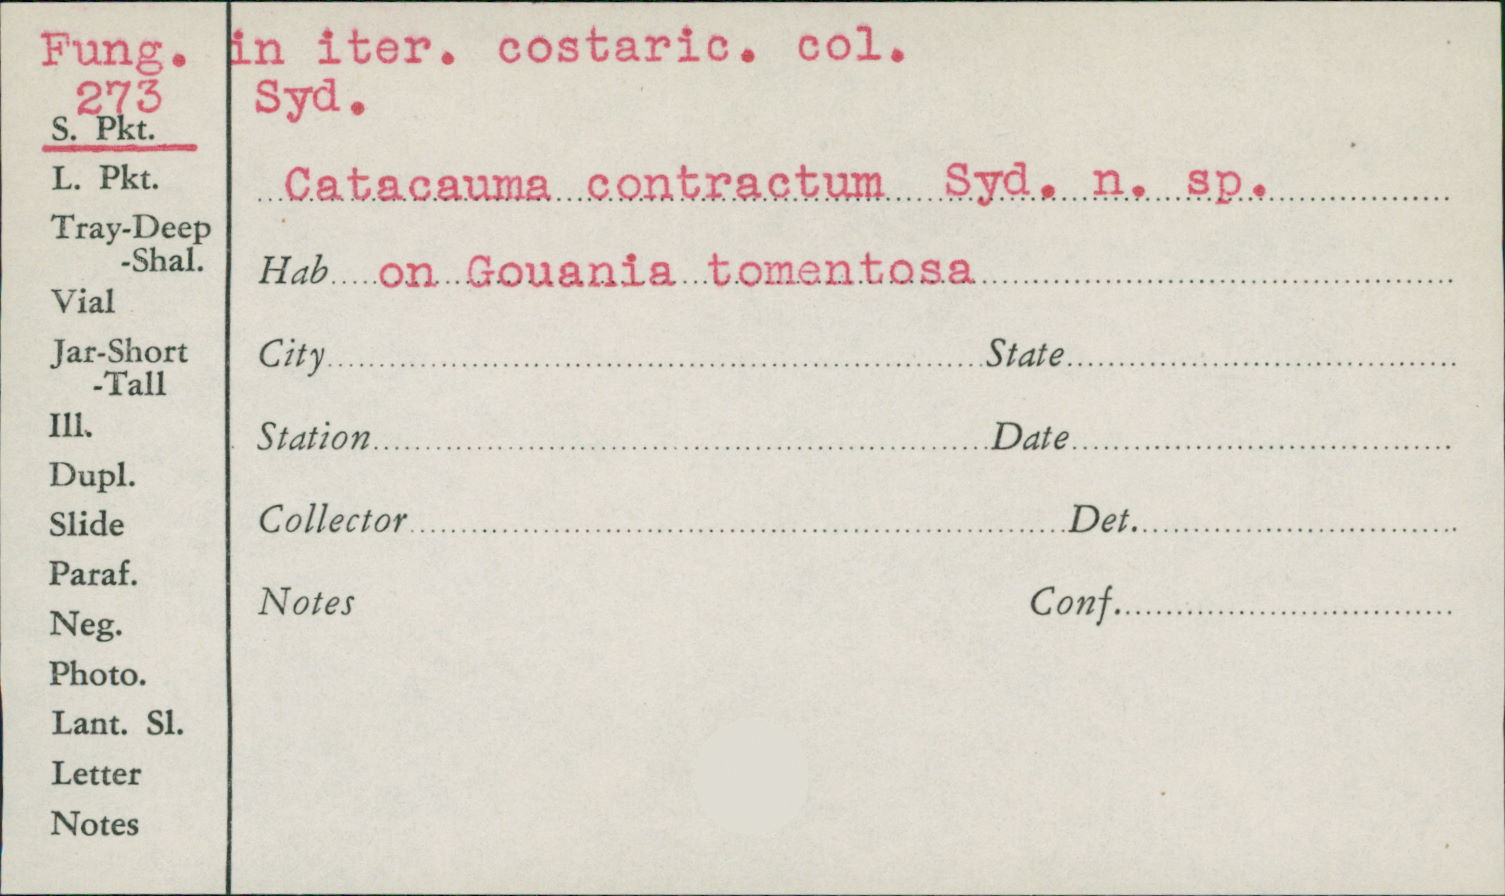 Fung. in iter. costaric. col.
273 Syd.
S. Pkt.
L. Pkt.
Tray-Deep
-Shal.
Vial
Jar-Short
-Tall
Ill.
Dupl.
Slide
Paraf.
Neg.
Photo.
Lant. Sl.
Letter
Notes
Catacauma contractum Syd. n. sp.
Hab on Gouania tomentosa
City State
Station Date
Collector Det.
Notes Conf.